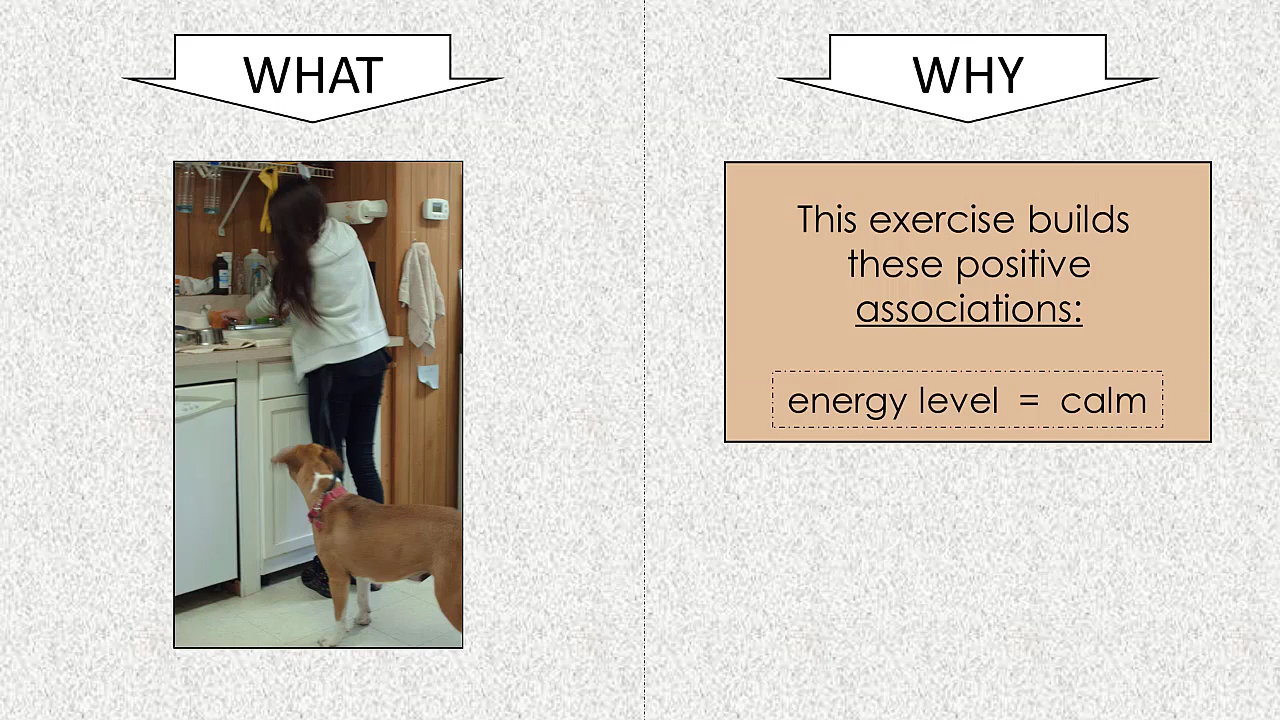 WHAT
WHY
This exercise builds
these positive
associations:
energy level = calm